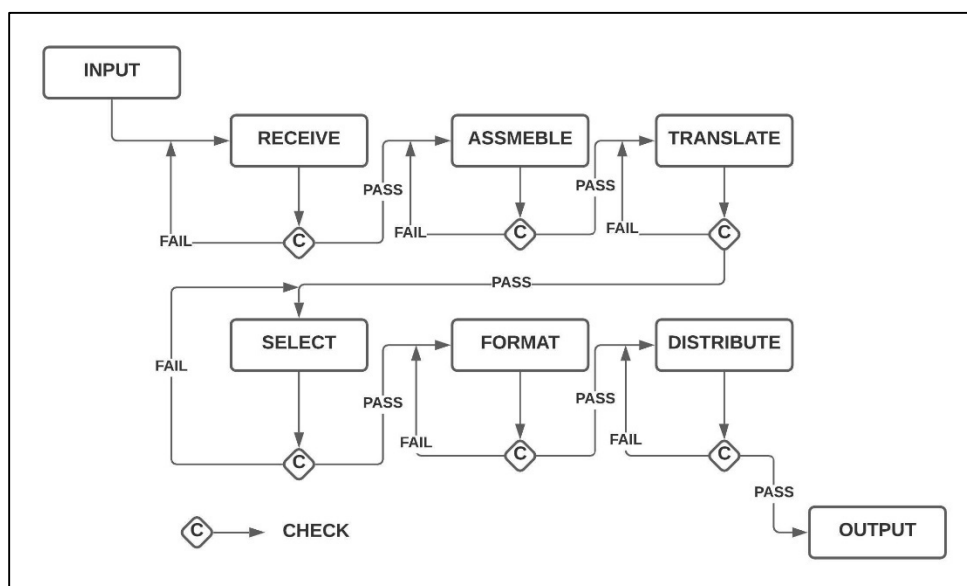 INPUT
RECEIVE
ASSMEBLE
TRANSLATE
PASS
PASS
FAIL
C
FAIL
C
FAIL
C
PASS
SELECT
FORMAT
DISTRIBUTE
FAIL
PASS
PASS
FAIL
FAIL
C
C
C
PASS
C
CHECK
OUTPUT